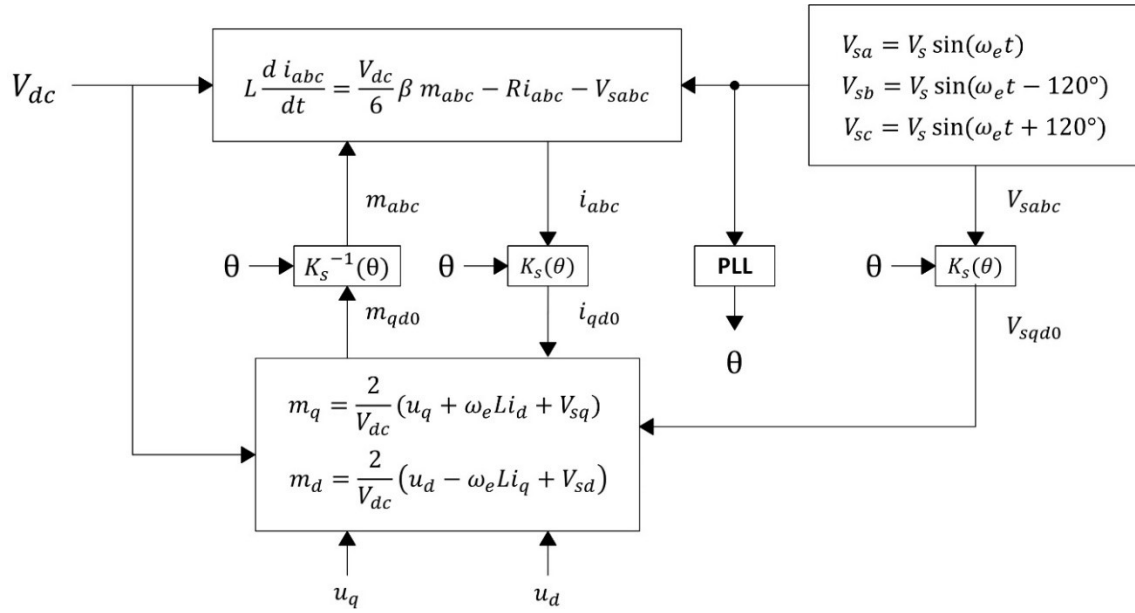 V_dc
L d i_abc / dt = V_dc / 6 β m_abc − R i_abc − V_sabc
V_sa = V_s sin(ω_e t)
V_sb = V_s sin(ω_e t − 120°)
V_sc = V_s sin(ω_e t + 120°)
m_abc
i_abc
V_sabc
θ
K_s⁻¹(θ)
θ
K_s(θ)
PLL
θ
K_s(θ)
m_qd0
i_qd0
V_sqd0
θ
m_q = 2 / V_dc (u_q + ω_e L i_d + V_sq)
m_d = 2 / V_dc (u_d − ω_e L i_q + V_sd)
u_q
u_d